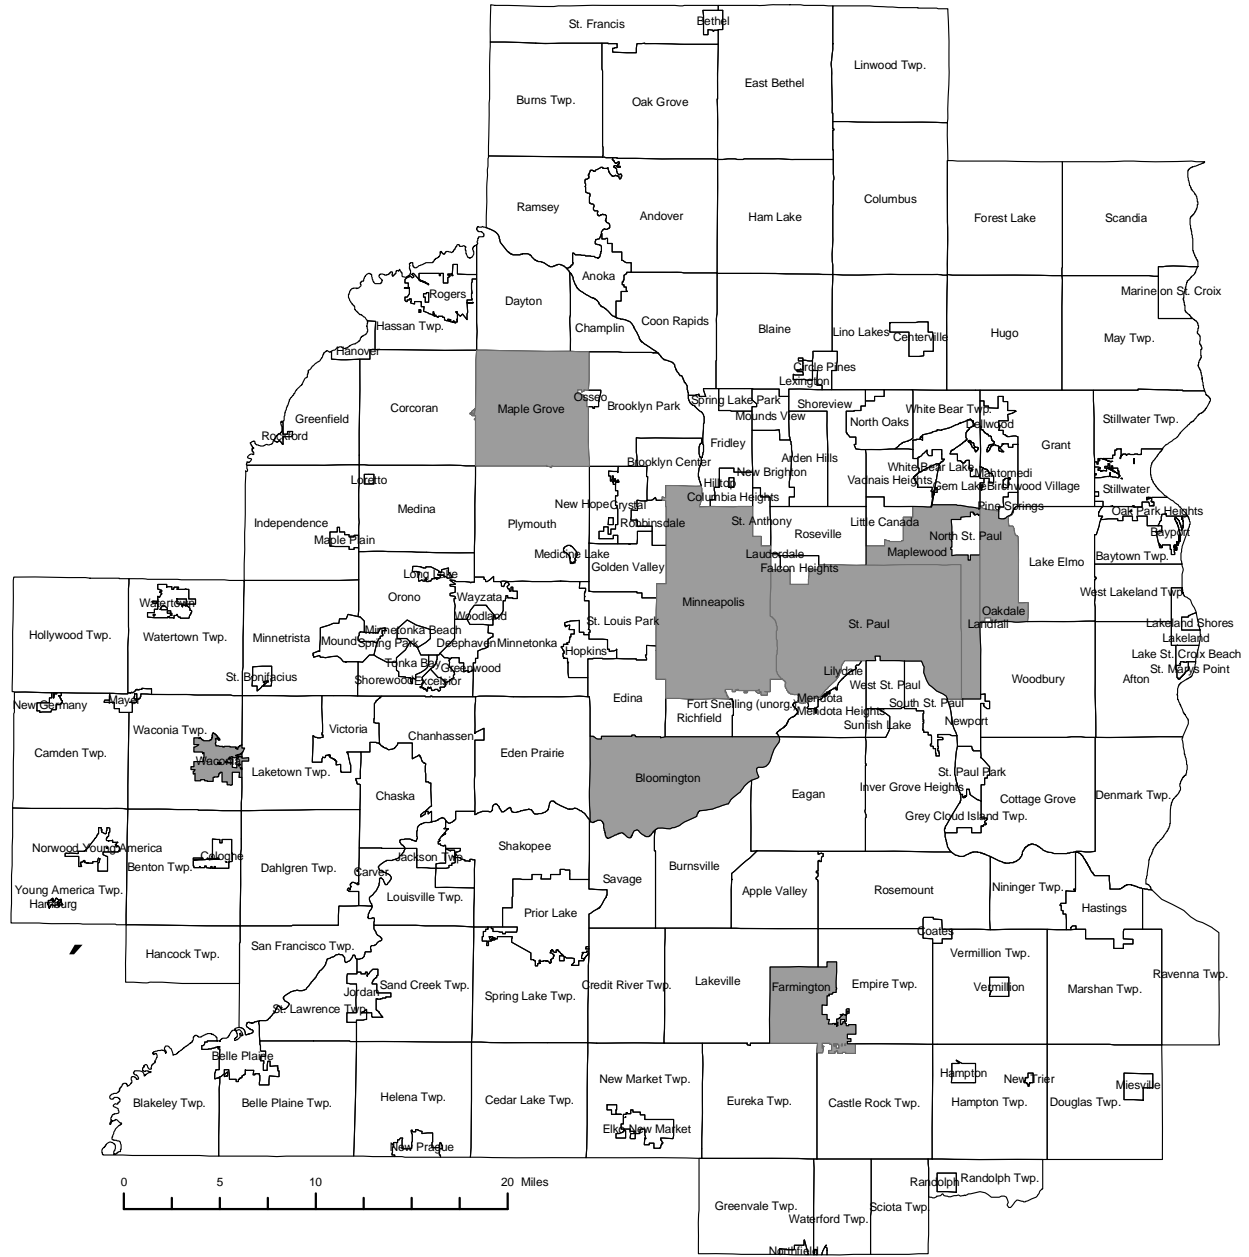 St. Francis
Bethel
Linwood Twp.
East Bethel
Burns Twp.
Oak Grove
Columbus
Ramsey
Andover
Ham Lake
Forest Lake
Scandia
Anoka
Rogers
Dayton
Marine on St. Croix
Hassan Twp.
Champlin
Coon Rapids
Blaine
Lino Lakes
Centerville
Hugo
May Twp.
Hanover
Circle Pines
Lexington
Greenfield
Corcoran
Maple Grove
Osseo
Brooklyn Park
Spring Lake Park
Shoreview
Mounds View
White Bear Twp.
North Oaks
Dellwood
Stillwater Twp.
Rockford
Fridley
Grant
Brooklyn Center
Arden Hills
New Brighton
White Bear Lake
Mahtomedi
Loretto
Hilltop
Vadnais Heights
Gem Lake
Birchwood Village
Stillwater
Columbia Heights
New Hope
Crystal
Pine Springs
Medina
Oak Park Heights
Independence
Plymouth
Robbinsdale
St. Anthony
Little Canada
Roseville
North St. Paul
Bayport
Maple Plain
Medicine Lake
Lauderdale
Maplewood
Baytown Twp.
Golden Valley
Falcon Heights
Lake Elmo
Long Lake
Orono
Wayzata
West Lakeland Twp.
Watertown
Minneapolis
Woodland
Oakdale
St. Louis Park
St. Paul
Landfall
Lakeland Shores
Hollywood Twp.
Watertown Twp.
Minnetrista
Mound
Minnetonka Beach
Spring Park
Deephaven
Minnetonka
Lakeland
Hopkins
Lake St. Croix Beach
Tonka Bay
Greenwood
St. Marys Point
St. Bonifacius
Shorewood
Excelsior
Lilydale
Woodbury
Afton
West St. Paul
New Germany
Mayer
Edina
Mendota
Fort Snelling (unorg.)
South St. Paul
Mendota Heights
Richfield
Sunfish Lake
Newport
Waconia Twp.
Victoria
Chanhassen
Camden Twp.
Eden Prairie
Waconia
Laketown Twp.
Bloomington
St. Paul Park
Inver Grove Heights
Chaska
Eagan
Cottage Grove
Denmark Twp.
Grey Cloud Island Twp.
Norwood Young America
Shakopee
Cologne
Jackson Twp.
Benton Twp.
Dahlgren Twp.
Carver
Burnsville
Savage
Young America Twp.
Louisville Twp.
Apple Valley
Rosemount
Nininger Twp.
Hamburg
Hastings
Prior Lake
Coates
Hancock Twp.
San Francisco Twp.
Vermillion Twp.
Ravenna Twp.
Jordan
Sand Creek Twp.
Spring Lake Twp.
Credit River Twp.
Lakeville
Farmington
Empire Twp.
Vermillion
Marshan Twp.
St. Lawrence Twp.
Belle Plaine
Hampton
New Trier
Miesville
New Market Twp.
Blakeley Twp.
Belle Plaine Twp.
Helena Twp.
Cedar Lake Twp.
Eureka Twp.
Castle Rock Twp.
Hampton Twp.
Douglas Twp.
Elko New Market
New Prague
Randolph
Randolph Twp.
0 5 10 20 Miles
Greenvale Twp.
Waterford Twp.
Sciota Twp.
Northfield